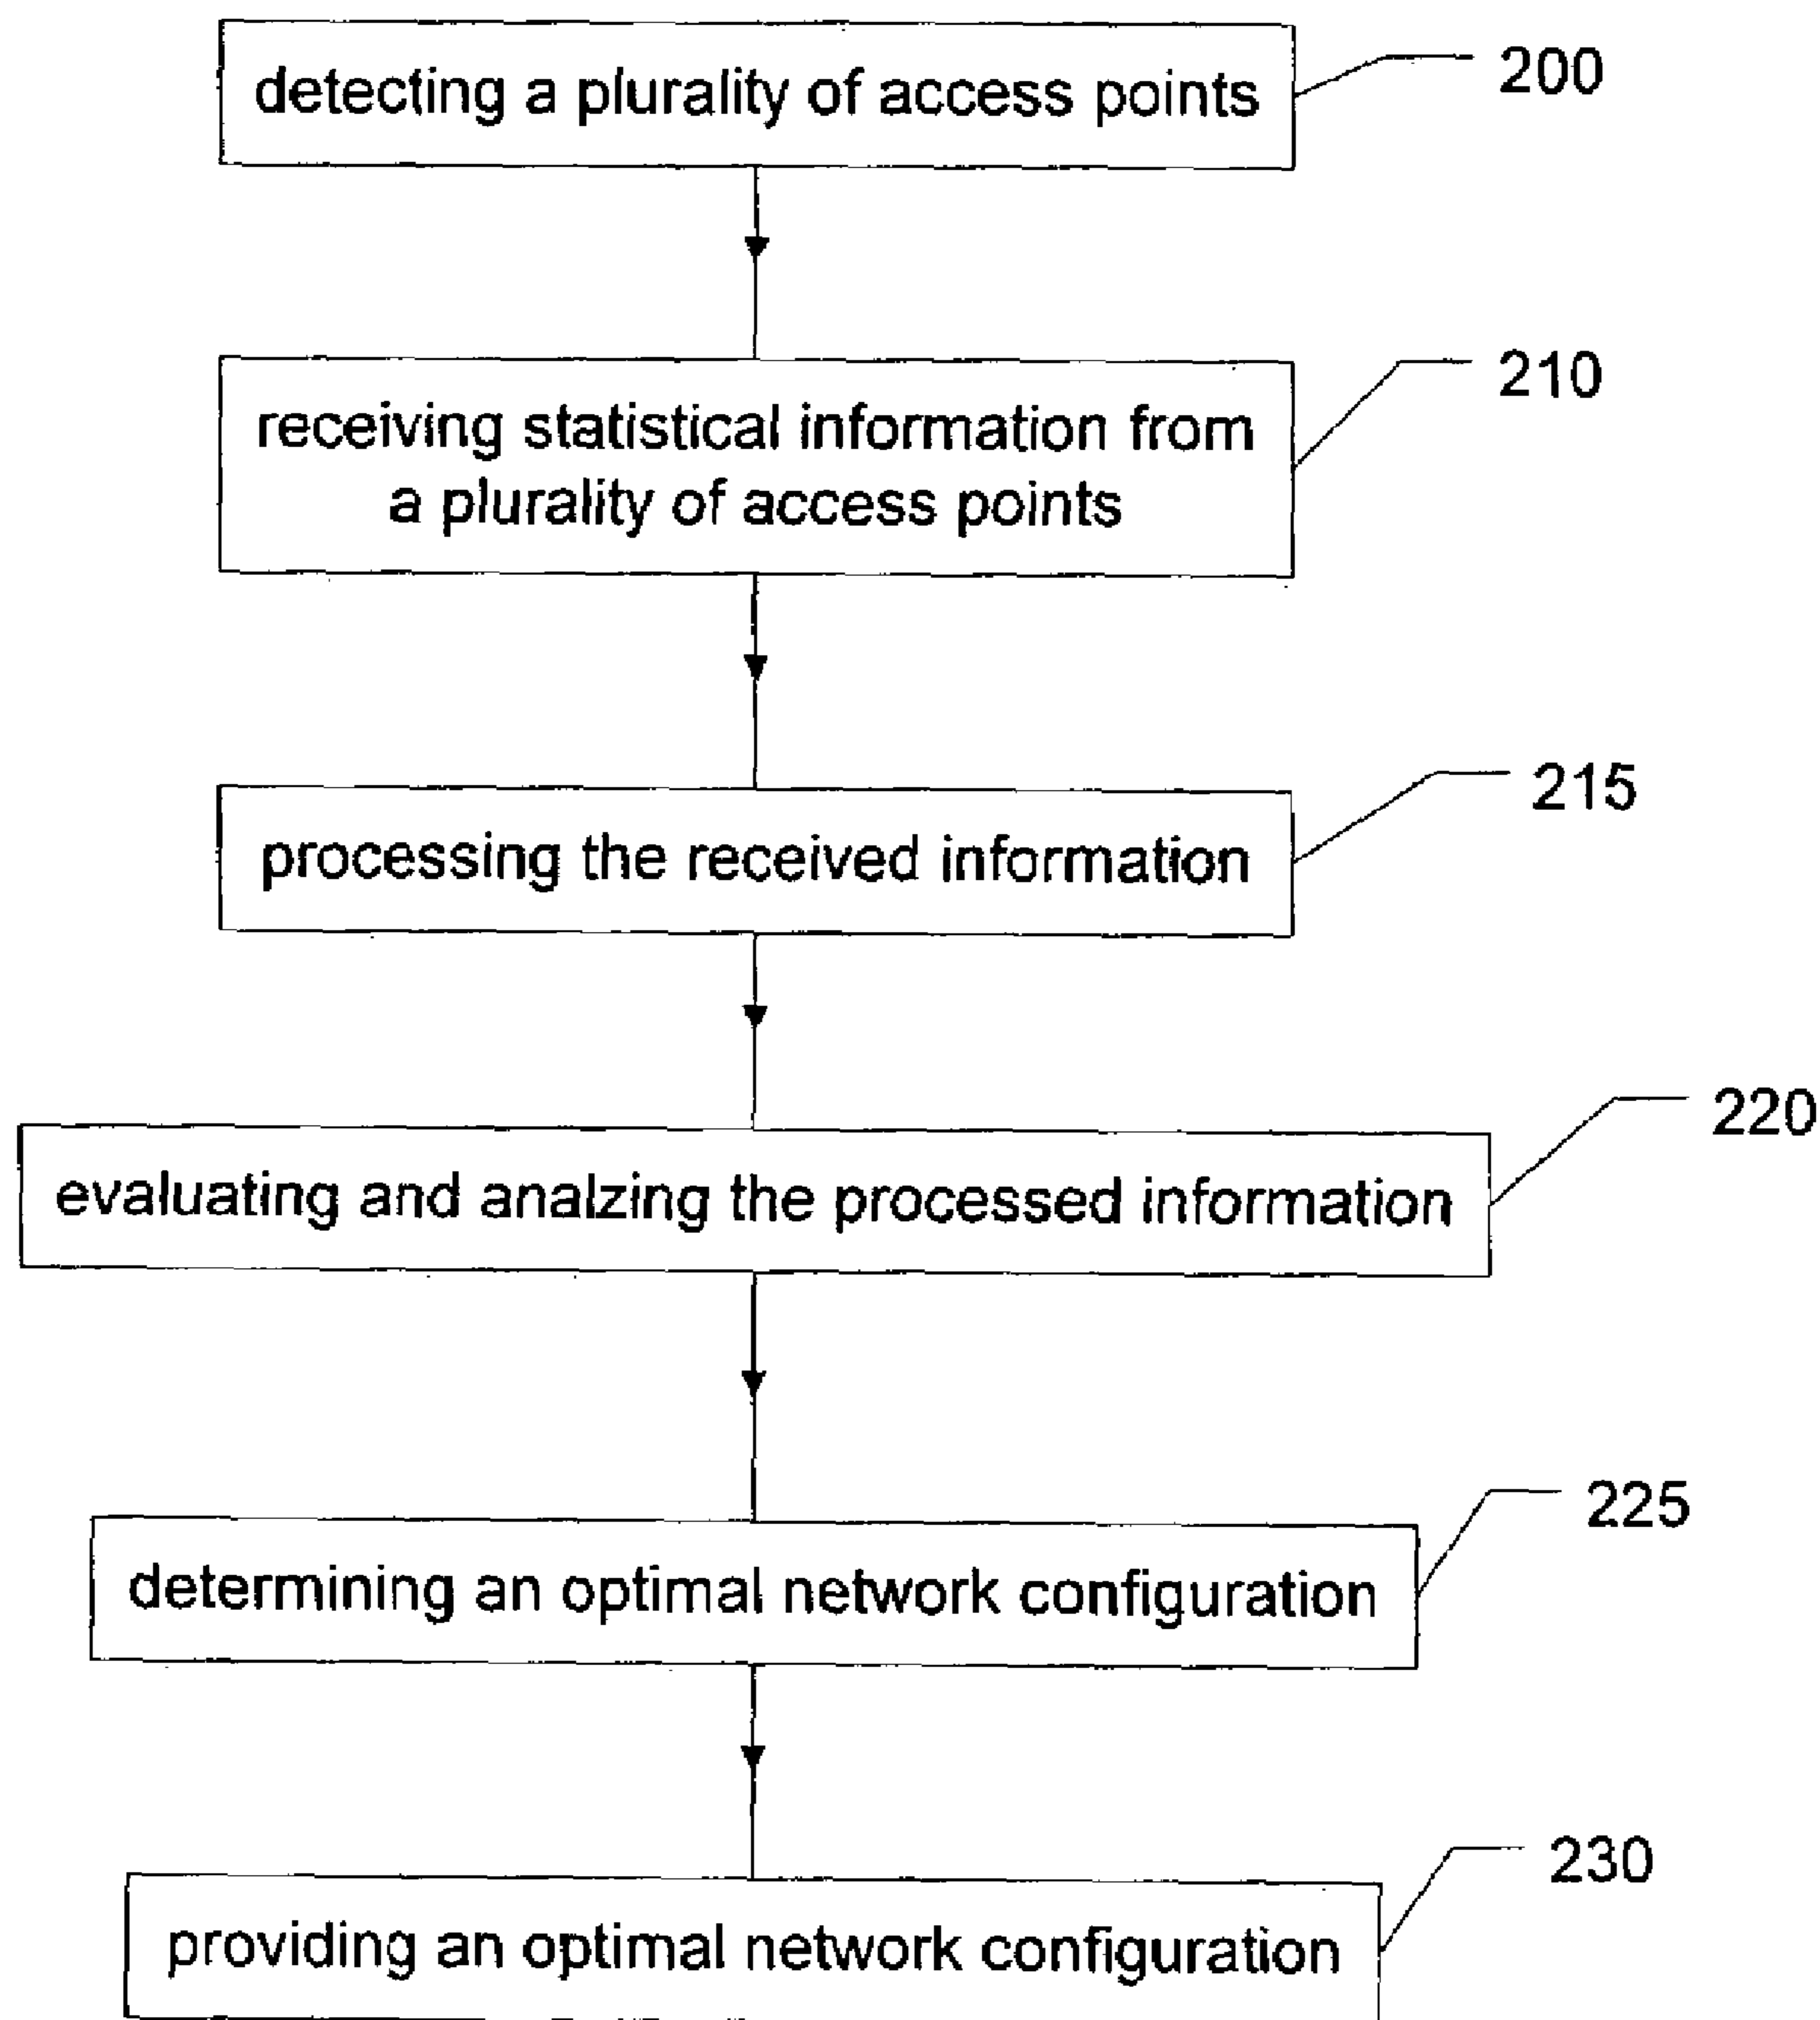 detecting a plurality of access points
200
receiving statistical information from
a plurality of access points
210
processing the received information
215
evaluating and analzing the processed information
220
determining an optimal network configuration
225
providing an optimal network configuration
230